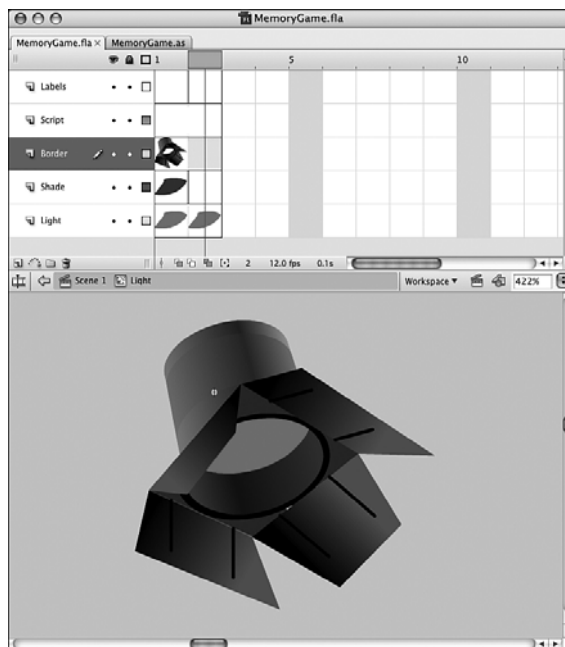 MemoryGame.fla
MemoryGame.fla × MemoryGame.as
1 5 10
Labels
Script
Border
Shade
Light
2 12.0 fps 0.1s
Scene 1 Light Workspace 422%